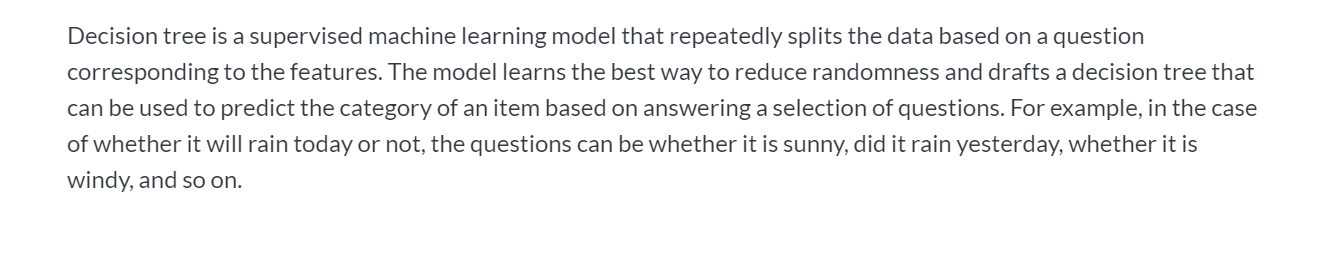 Decision tree is a supervised machine learning model that repeatedly splits the data based on a question
corresponding to the features. The model learns the best way to reduce randomness and drafts a decision tree that
can be used to predict the category of an item based on answering a selection of questions. For example, in the case
of whether it will rain today or not, the questions can be whether it is sunny, did it rain yesterday, whether it is
windy, and so on.